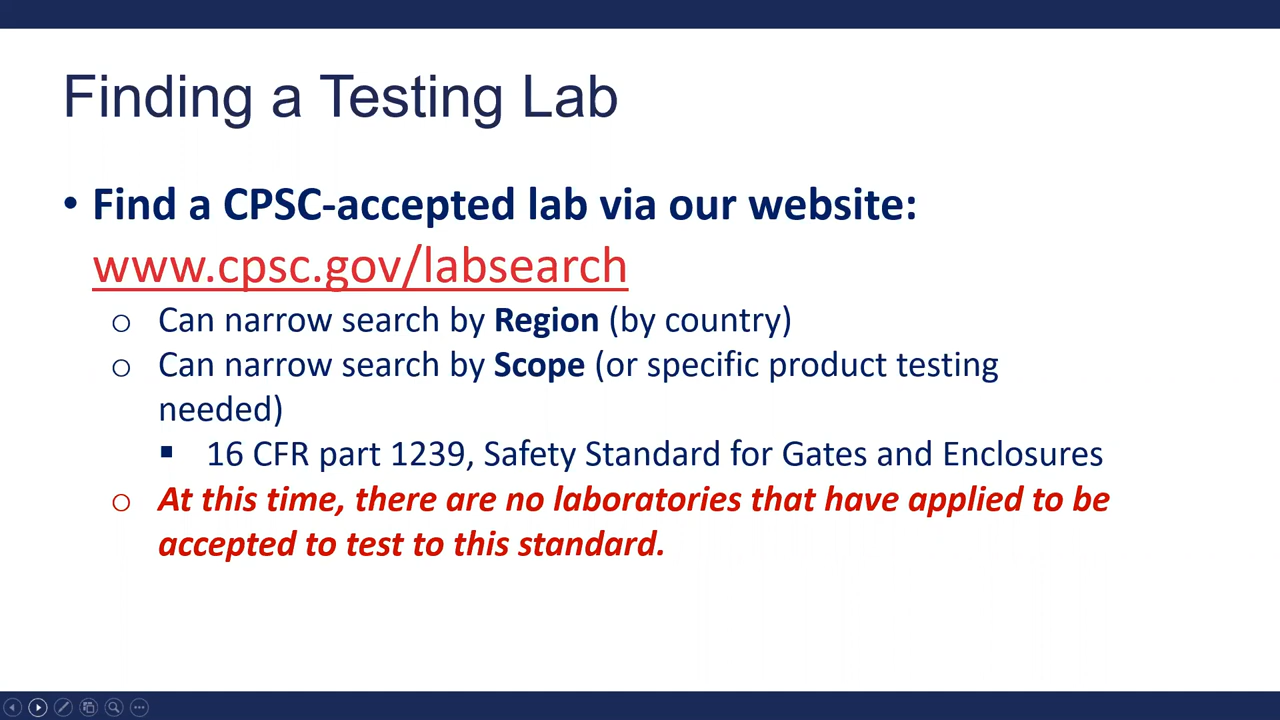 Finding a Testing Lab
• Find a CPSC-accepted lab via our website:
www.cpsc.gov/labsearch
o Can narrow search by Region (by country)
o Can narrow search by Scope (or specific product testing
needed)
▪ 16 CFR part 1239, Safety Standard for Gates and Enclosures
o At this time, there are no laboratories that have applied to be
accepted to test to this standard.